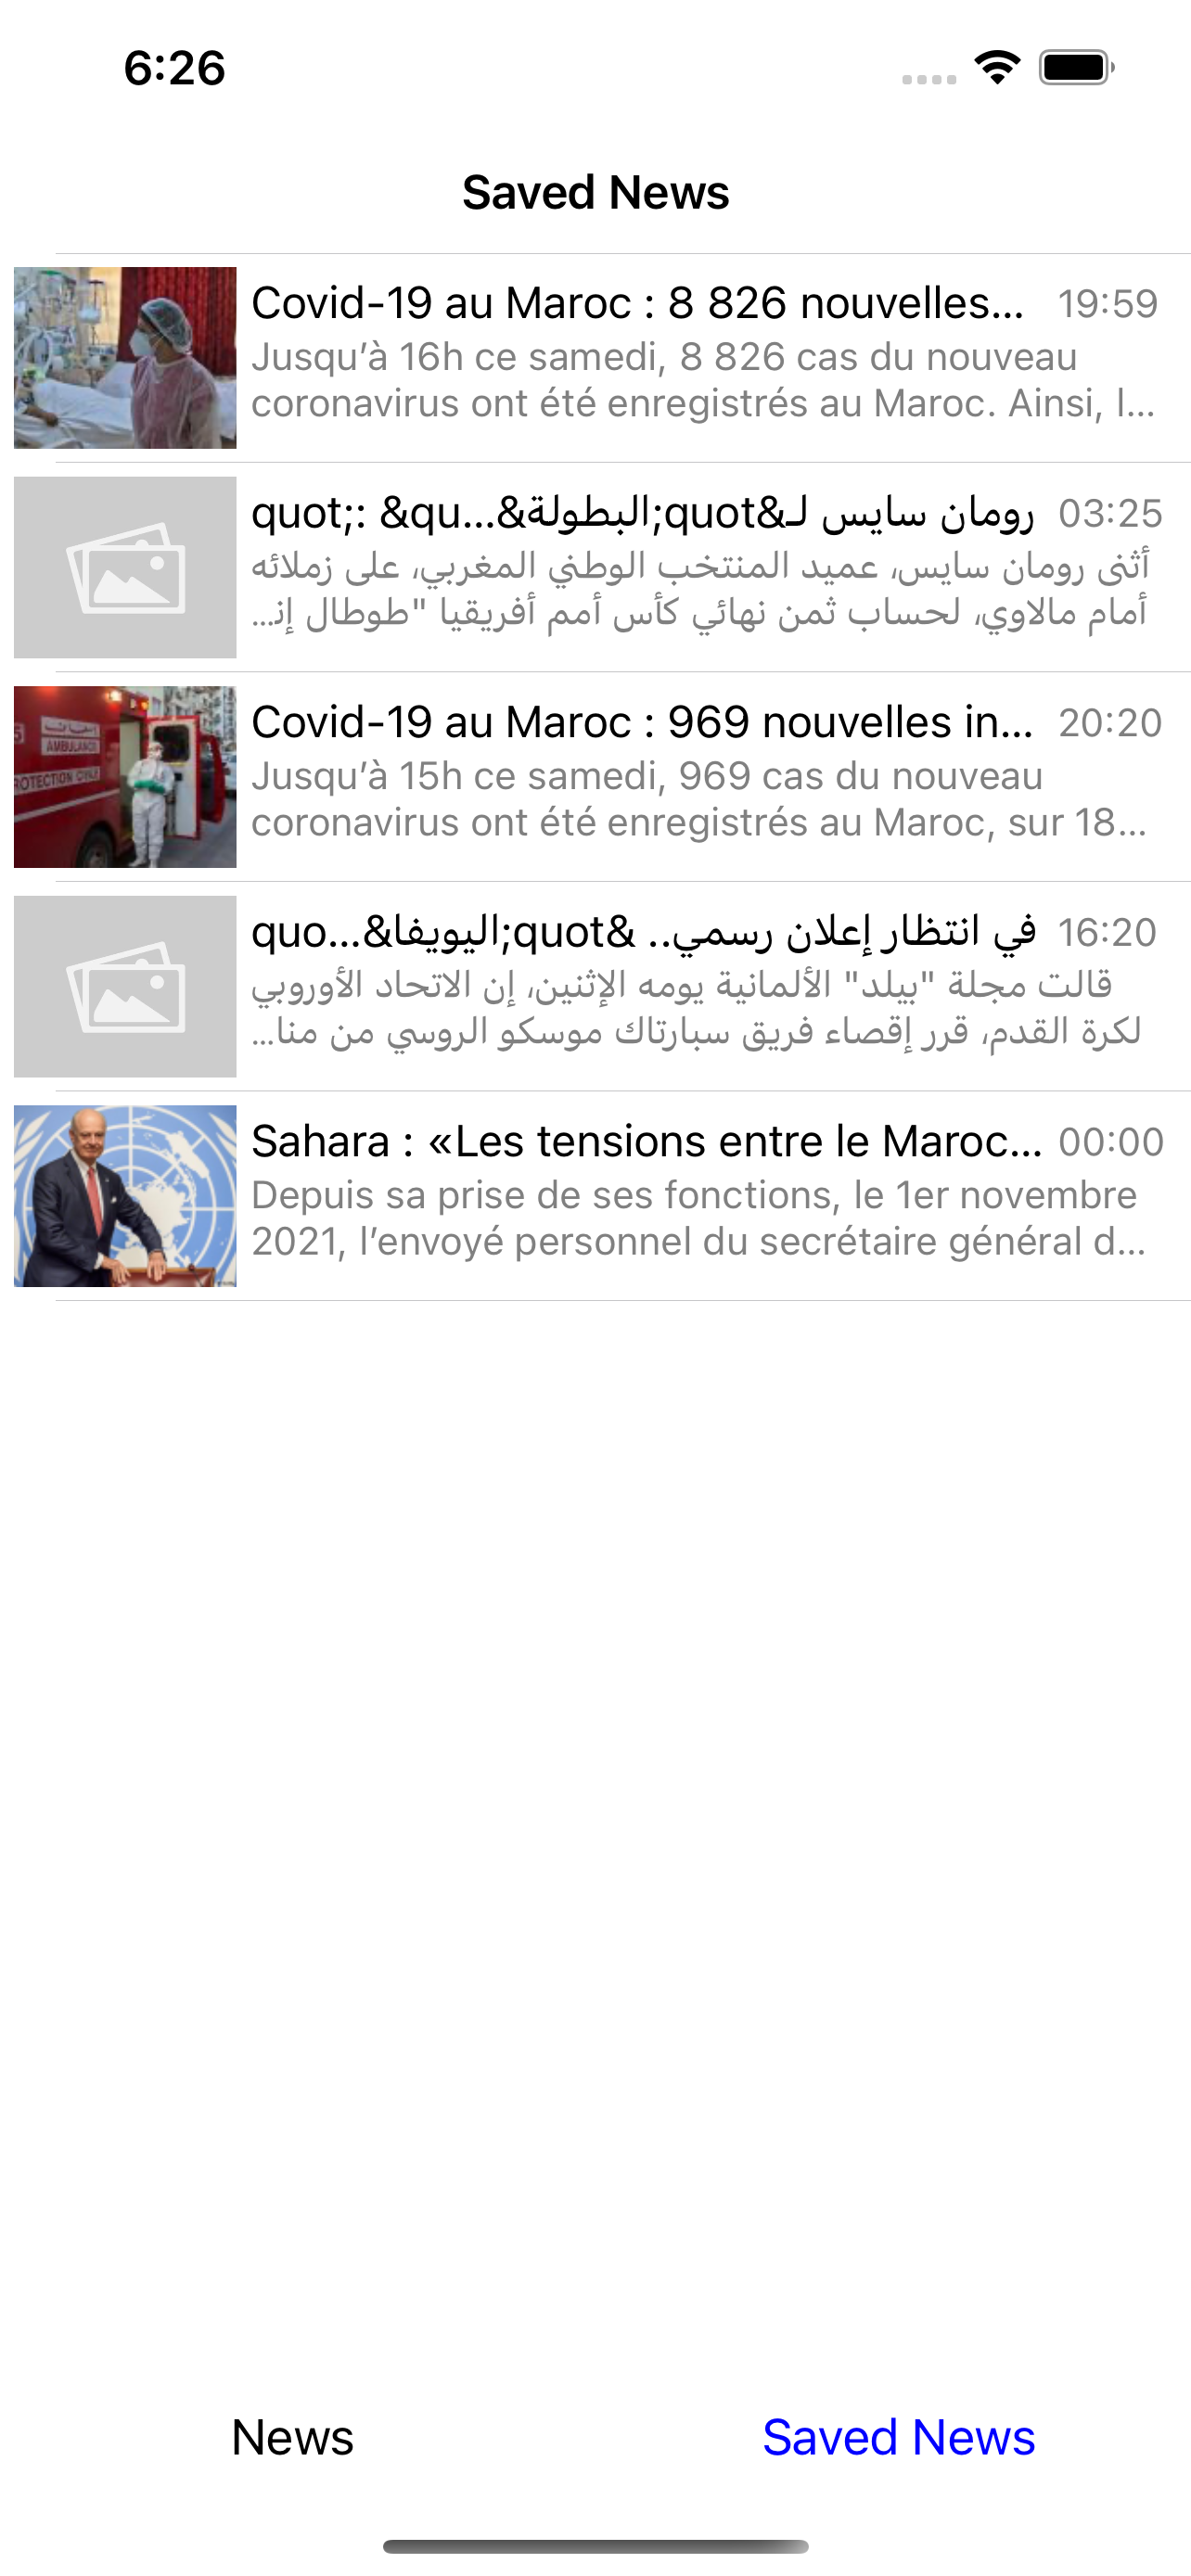 6:26
Saved News
Covid-19 au Maroc : 8 826 nouvelles... 19:59
Jusqu’à 16h ce samedi, 8 826 cas du nouveau
coronavirus ont été enregistrés au Maroc. Ainsi, l...
رومان سايس لـ&quot;البطولة&quot;: &qu... 03:25
أثنى رومان سايس، عميد المنتخب الوطني المغربي، على زملائه
أمام مالاوي، لحساب ثمن نهائي كأس أمم أفريقيا "طوطال إنـ...
Covid-19 au Maroc : 969 nouvelles in... 20:20
Jusqu’à 15h ce samedi, 969 cas du nouveau
coronavirus ont été enregistrés au Maroc, sur 18...
في انتظار إعلان رسمي.. &quot;اليويفا&quo... 16:20
قالت مجلة "بيلد" الألمانية يومه الإثنين، إن الاتحاد الأوروبي
لكرة القدم، قرر إقصاء فريق سبارتاك موسكو الروسي من منا...
AMBULANCE
ROTECTION CIVILE
Sahara : «Les tensions entre le Maroc... 00:00
Depuis sa prise de ses fonctions, le 1er novembre
2021, l’envoyé personnel du secrétaire général d...
News
Saved News